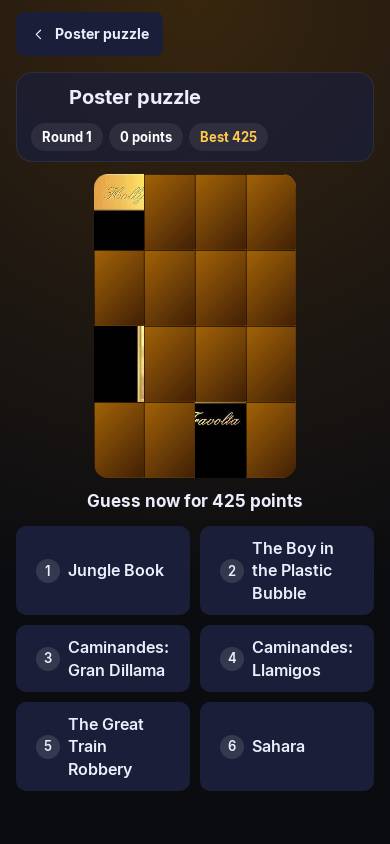 Poster puzzle
Poster puzzle
Round 1
0 points
Best 425
Travolta
Guess now for 425 points
1 Jungle Book
2 The Boy in
the Plastic
Bubble
3 Caminandes:
Gran Dillama
4 Caminandes:
Llamigos
5 The Great
Train
Robbery
6 Sahara